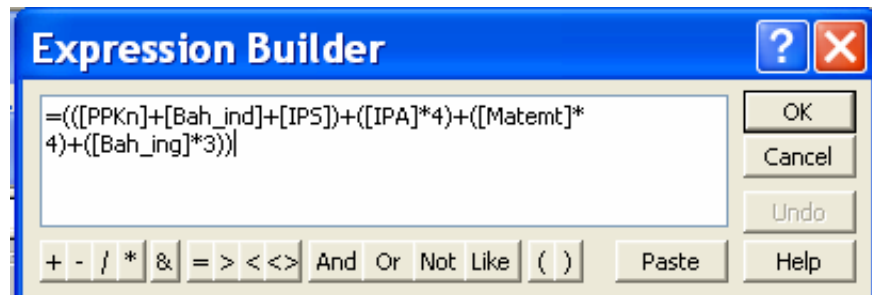 Expression Builder ? X
=(([PPKn]+[Bah_ind]+[IPS])+([IPA]*4)+([Matemt]*
4)+([Bah_ing]*3))
OK
Cancel
Undo
+ - / * & = > < <> And Or Not Like ( ) Paste Help